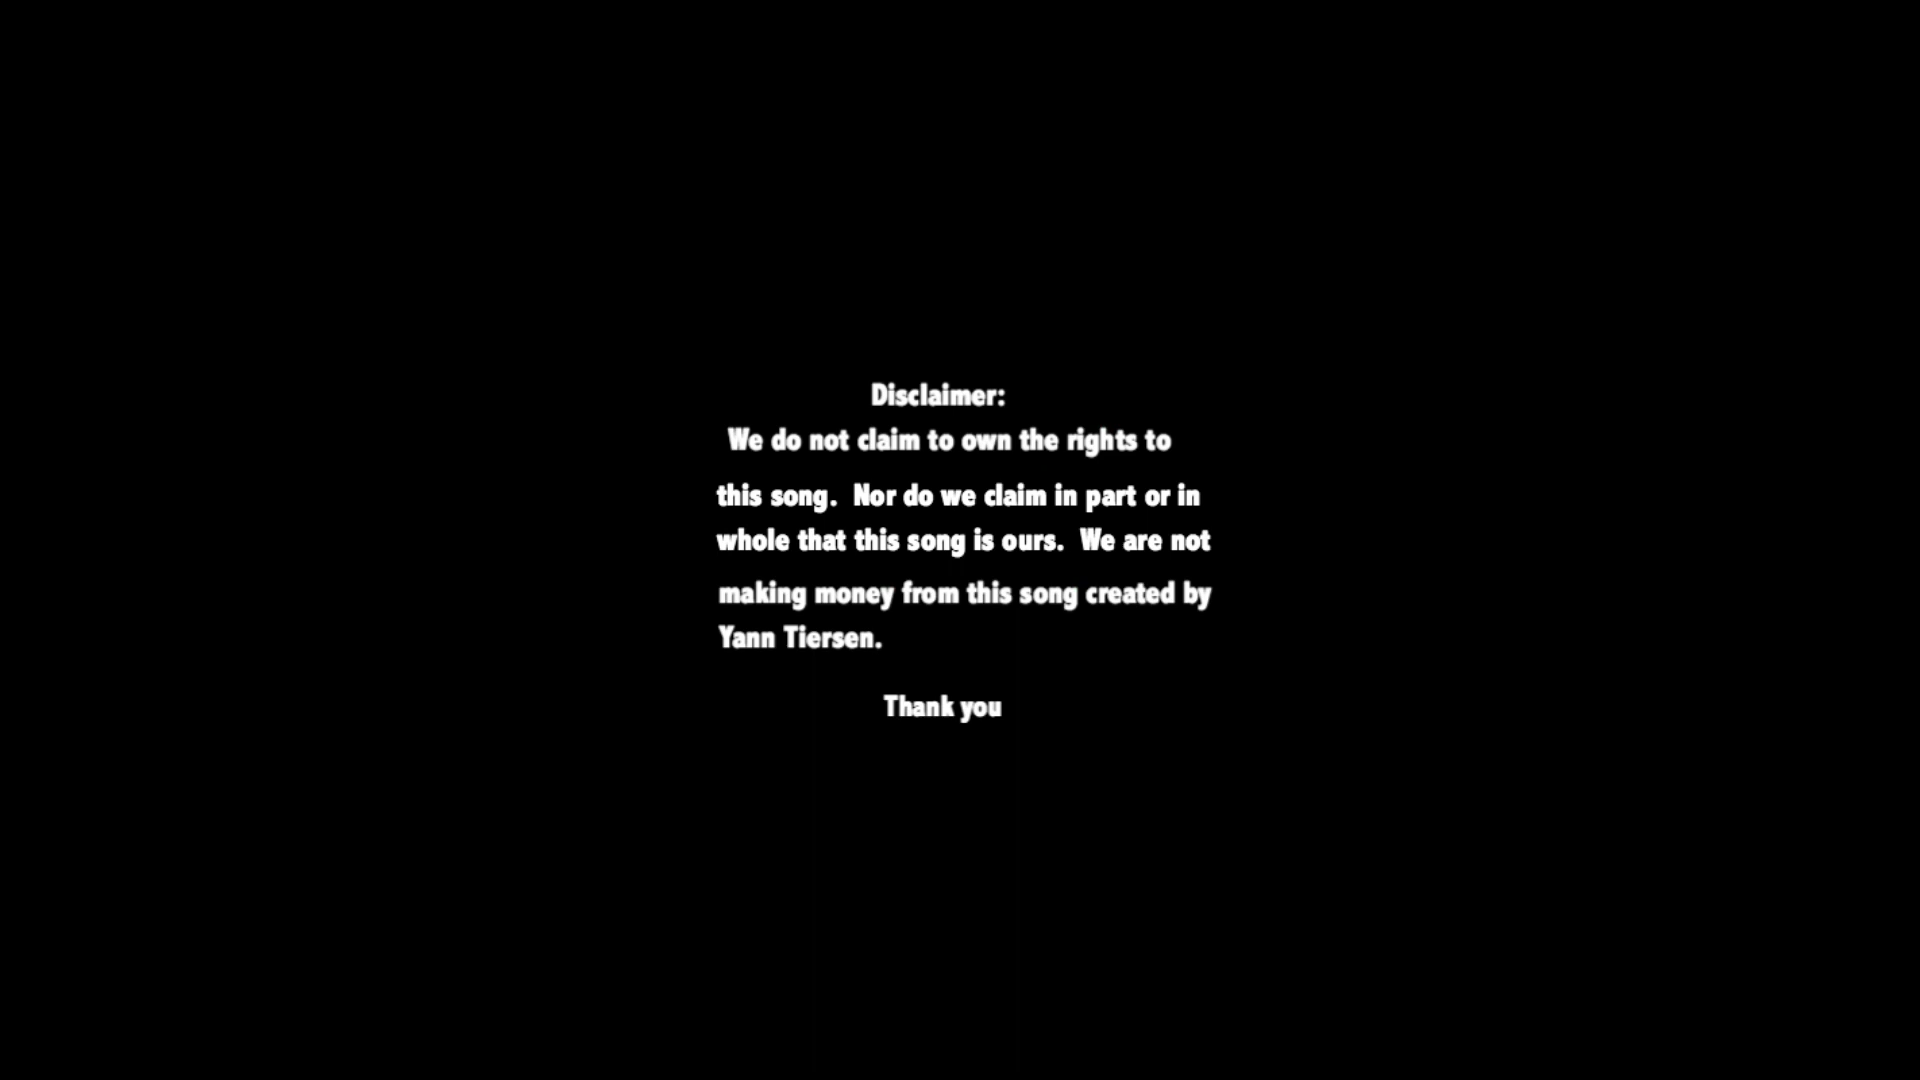 Disclaimer:
We do not claim to own the rights to
this song.  Nor do we claim in part or in
whole that this song is ours.  We are not
making money from this song created by
Yann Tiersen.
Thank you